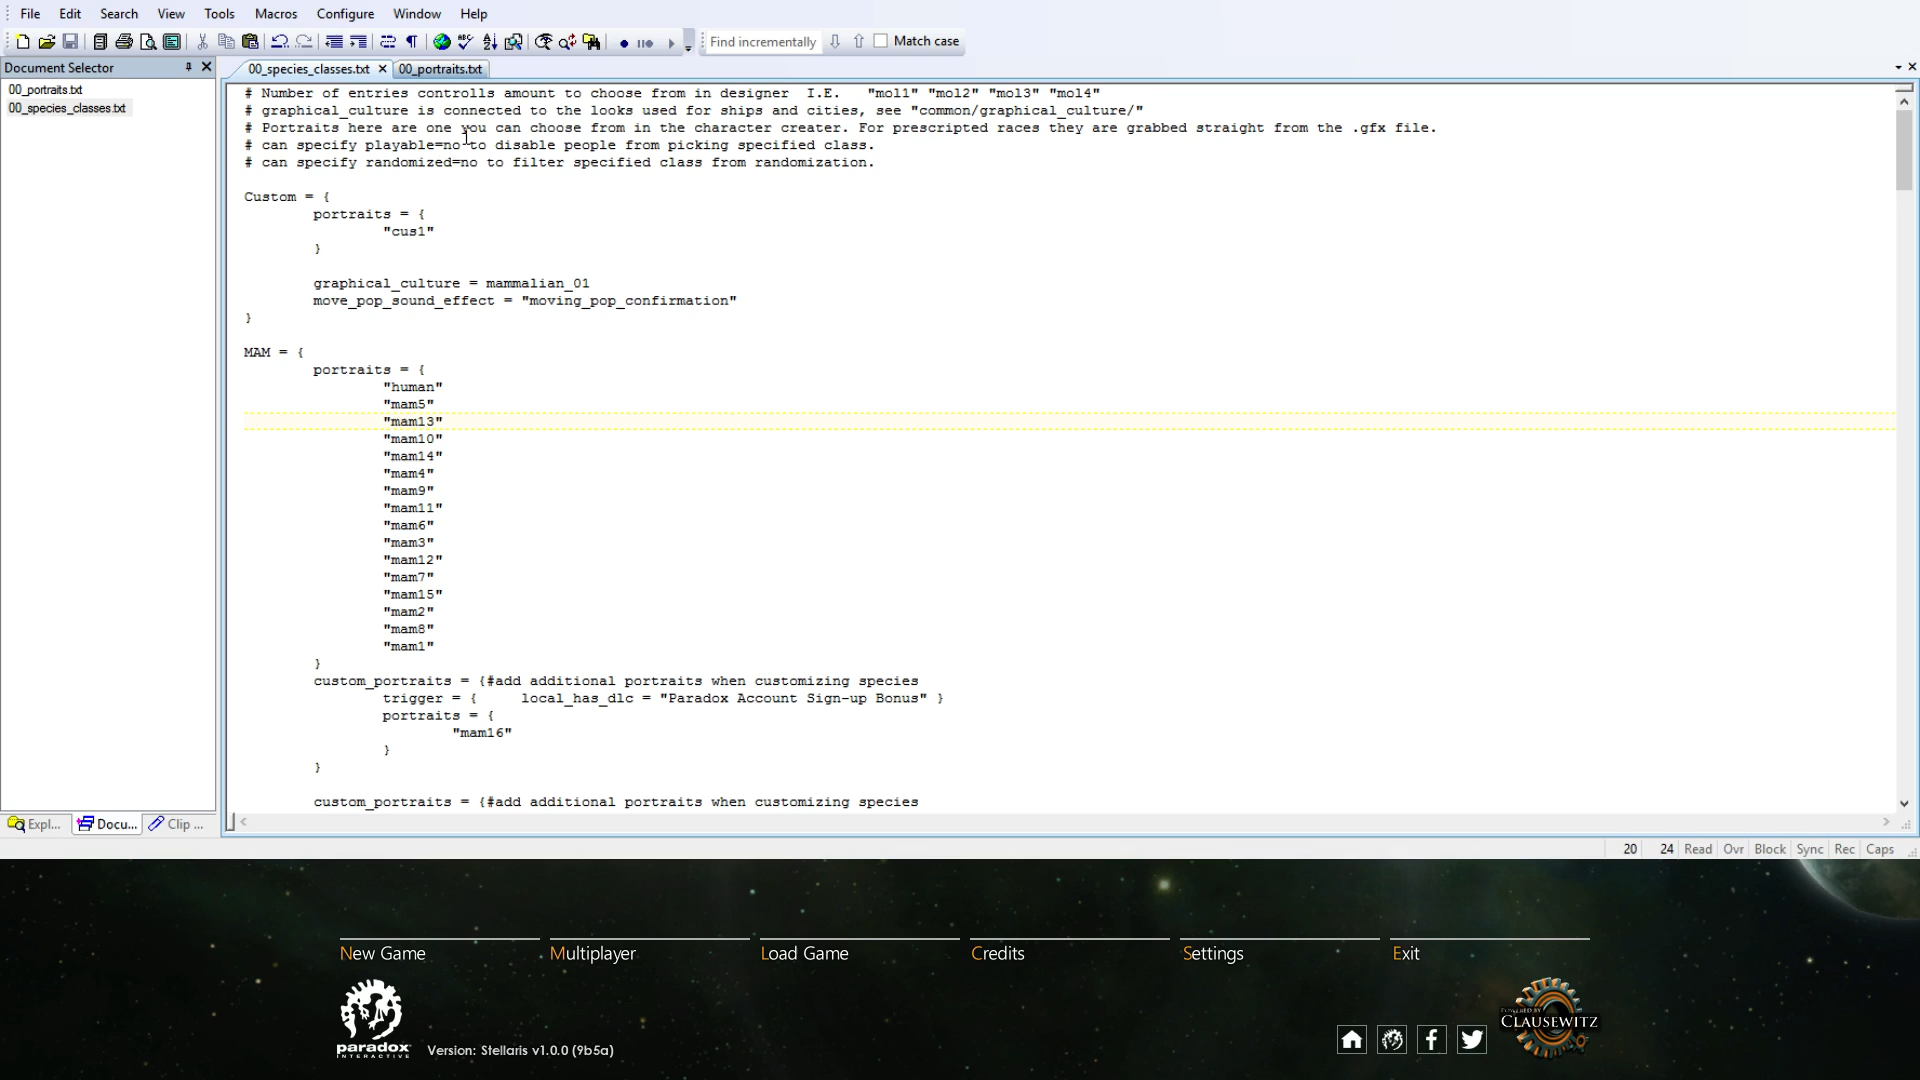 File Edit Search View Tools Macros Configure Window Help
Find incrementally Match case
Document Selector
00_species_classes.txt 00_portraits.txt
00_portraits.txt
00_species_classes.txt
# Number of entries controlls amount to choose from in designer I.E. "mol1" "mol2" "mol3" "mol4"
# graphical_culture is connected to the looks used for ships and cities, see "common/graphical_culture/"
# Portraits here are one you can choose from in the character creater. For prescripted races they are grabbed straight from the .gfx file.
# can specify playable=no to disable people from picking specified class.
# can specify randomized=no to filter specified class from randomization.
Custom = {
portraits = {
"cus1"
}
graphical_culture = mammalian_01
move_pop_sound_effect = "moving_pop_confirmation"
}
MAM = {
portraits = {
"human"
"mam5"
"mam13"
"mam10"
"mam14"
"mam4"
"mam9"
"mam11"
"mam6"
"mam3"
"mam12"
"mam7"
"mam15"
"mam2"
"mam8"
"mam1"
}
custom_portraits = {#add additional portraits when customizing species
trigger = { local_has_dlc = "Paradox Account Sign-up Bonus" }
portraits = {
"mam16"
}
}
custom_portraits = {#add additional portraits when customizing species
Expl... Docu... Clip ...
20 24 Read Ovr Block Sync Rec Caps
New Game Multiplayer Load Game Credits Settings Exit
paradox
INTERACTIVE
Version: Stellaris v1.0.0 (9b5a)
POWERED BY
CLAUSEWITZ